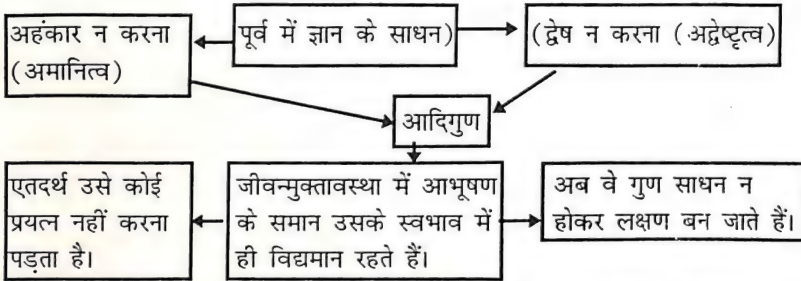 अहंकार न करना
(अमानित्व)
पूर्व में ज्ञान के साधन)
(द्वेष न करना (अद्वेष्टृत्व)
आदिगुण
एतदर्थ उसे कोई
प्रयत्न नहीं करना
पड़ता है।
जीवन्मुक्तावस्था में आभूषण
के समान उसके स्वभाव में
ही विद्यमान रहते हैं।
अब वे गुण साधन न
होकर लक्षण बन जाते हैं।